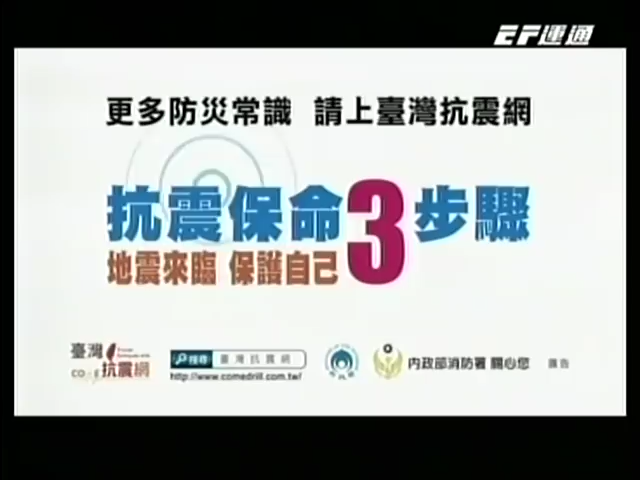 EF運通
更多防災常識 請上臺灣抗震網
抗震保命3步驟
地震來臨 保護自己
臺灣
抗震網
搜尋 臺灣抗震網
http://www.comedrill.com.tw/
內政部消防署 關心您 廣告